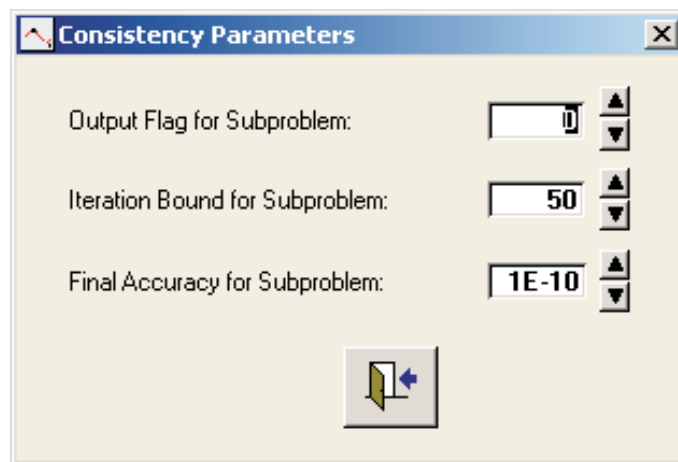 Consistency Parameters
Output Flag for Subproblem: 0
Iteration Bound for Subproblem: 50
Final Accuracy for Subproblem: 1E-10